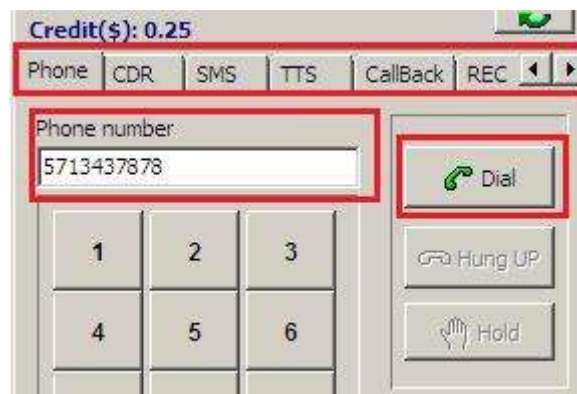 Credit($): 0.25
Phone CDR SMS TTS CallBack REC
Phone number
5713437878
Dial
1 2 3
Hung UP
4 5 6
Hold